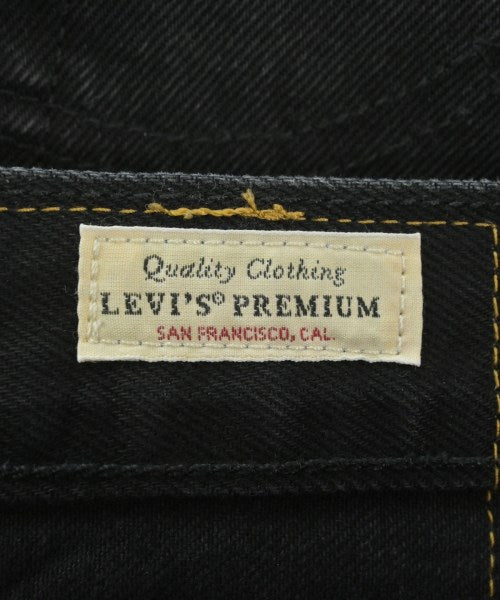 Quality Clothing
LEVI'S® PREMIUM
SAN FRANCISCO, CAL.